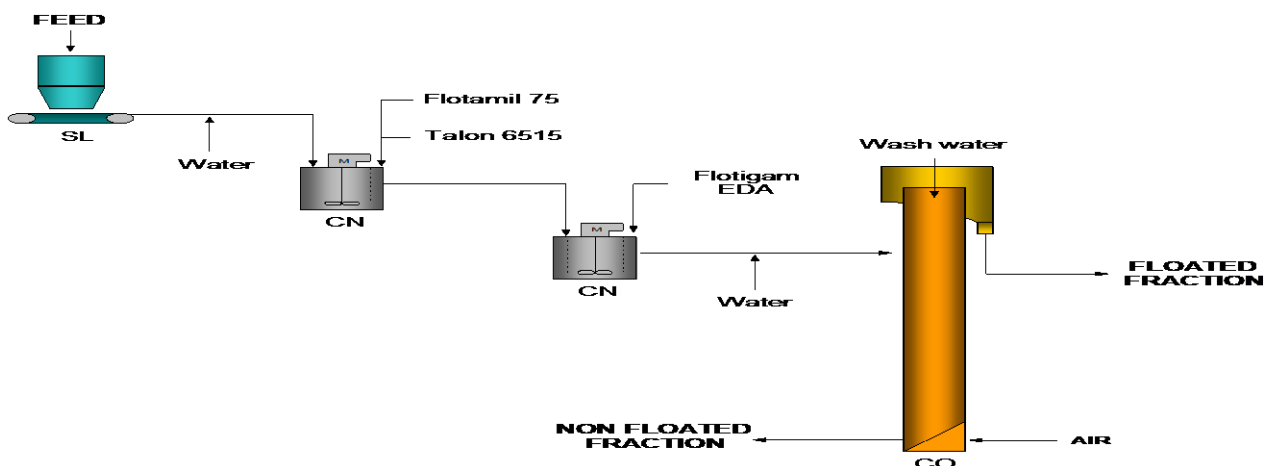 FEED
SL
Water
Flotamil 75
Talon 6515
M
CN
Flotigam
EDA
M
CN
Water
Wash water
FLOATED
FRACTION
NON FLOATED
FRACTION
AIR
CO